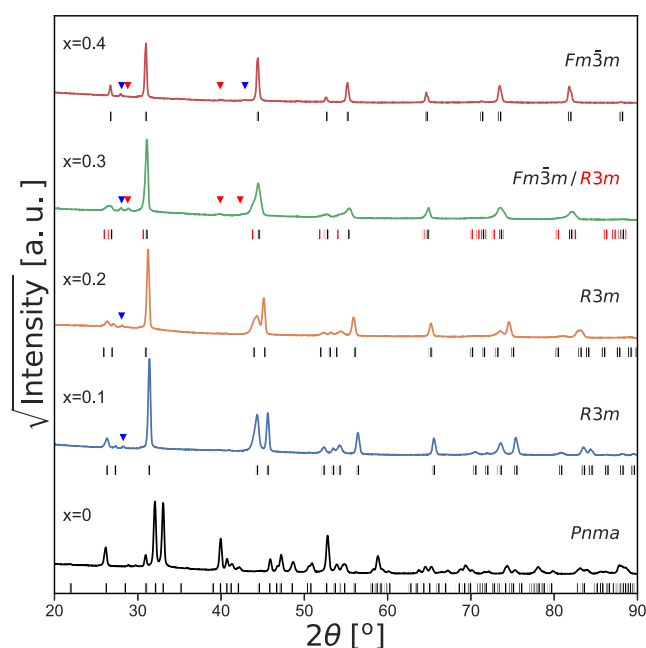 x=0.4
Fm3̄m
x=0.3
Fm3̄m / R3m
x=0.2
R3m
x=0.1
R3m
x=0
Pnma
√Intensity [a. u.]
20 30 40 50 60 70 80 90
2θ [°]